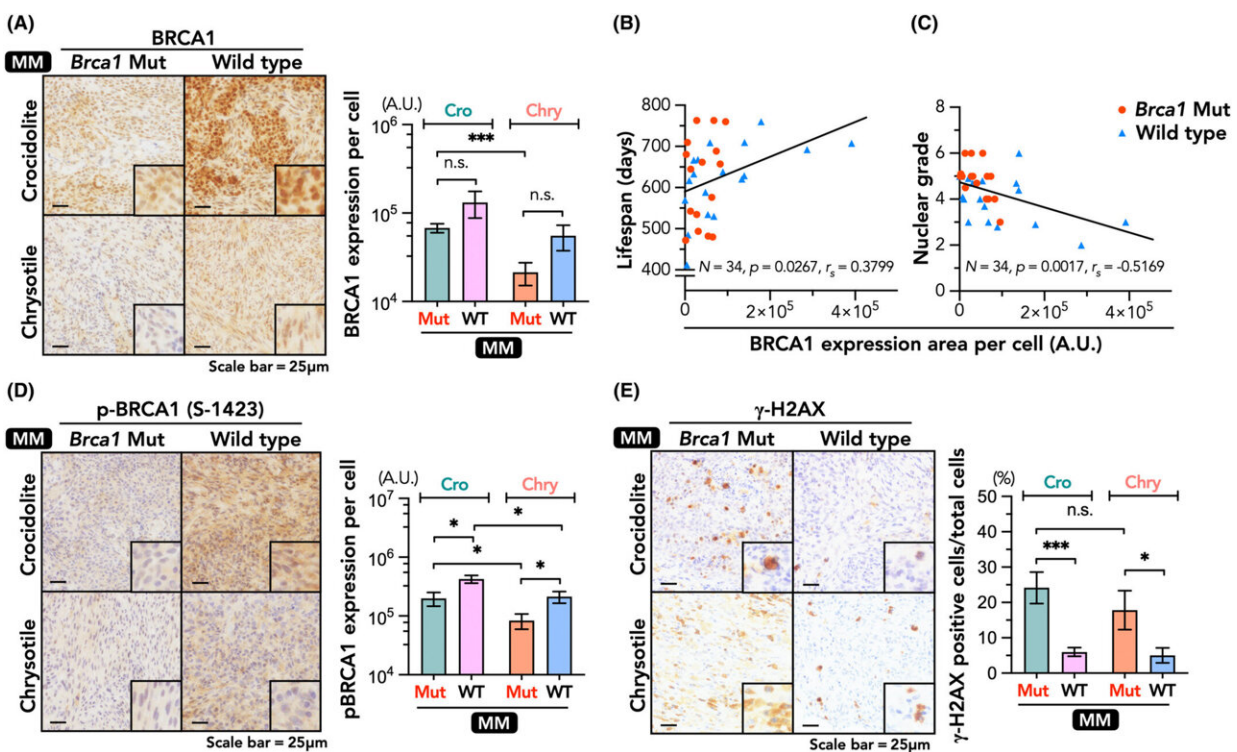 (A)
BRCA1
MM Brca1 Mut Wild type
Crocidolite
Chrysotile
Scale bar = 25μm
(A.U.)
Cro Chry
BRCA1 expression per cell
10^6
10^5
10^4
***
n.s.
n.s.
Mut WT Mut WT
MM
(B)
Lifespan (days)
800
700
600
500
400
0
N = 34, p = 0.0267, r_s = 0.3799
0 2×10^5 4×10^5
(C)
Nuclear grade
8
6
4
2
0
N = 34, p = 0.0017, r_s = -0.5169
0 2×10^5 4×10^5
Brca1 Mut
Wild type
BRCA1 expression area per cell (A.U.)
(D)
p-BRCA1 (S-1423)
MM Brca1 Mut Wild type
Crocidolite
Chrysotile
Scale bar = 25μm
(A.U.)
Cro Chry
pBRCA1 expression per cell
10^7
10^6
10^5
10^4
* *
*
*
Mut WT Mut WT
MM
(E)
γ-H2AX
MM Brca1 Mut Wild type
Crocidolite
Chrysotile
Scale bar = 25μm
(%)
Cro Chry
γ-H2AX positive cells/total cells
50
40
30
20
10
0
n.s.
***
*
Mut WT Mut WT
MM